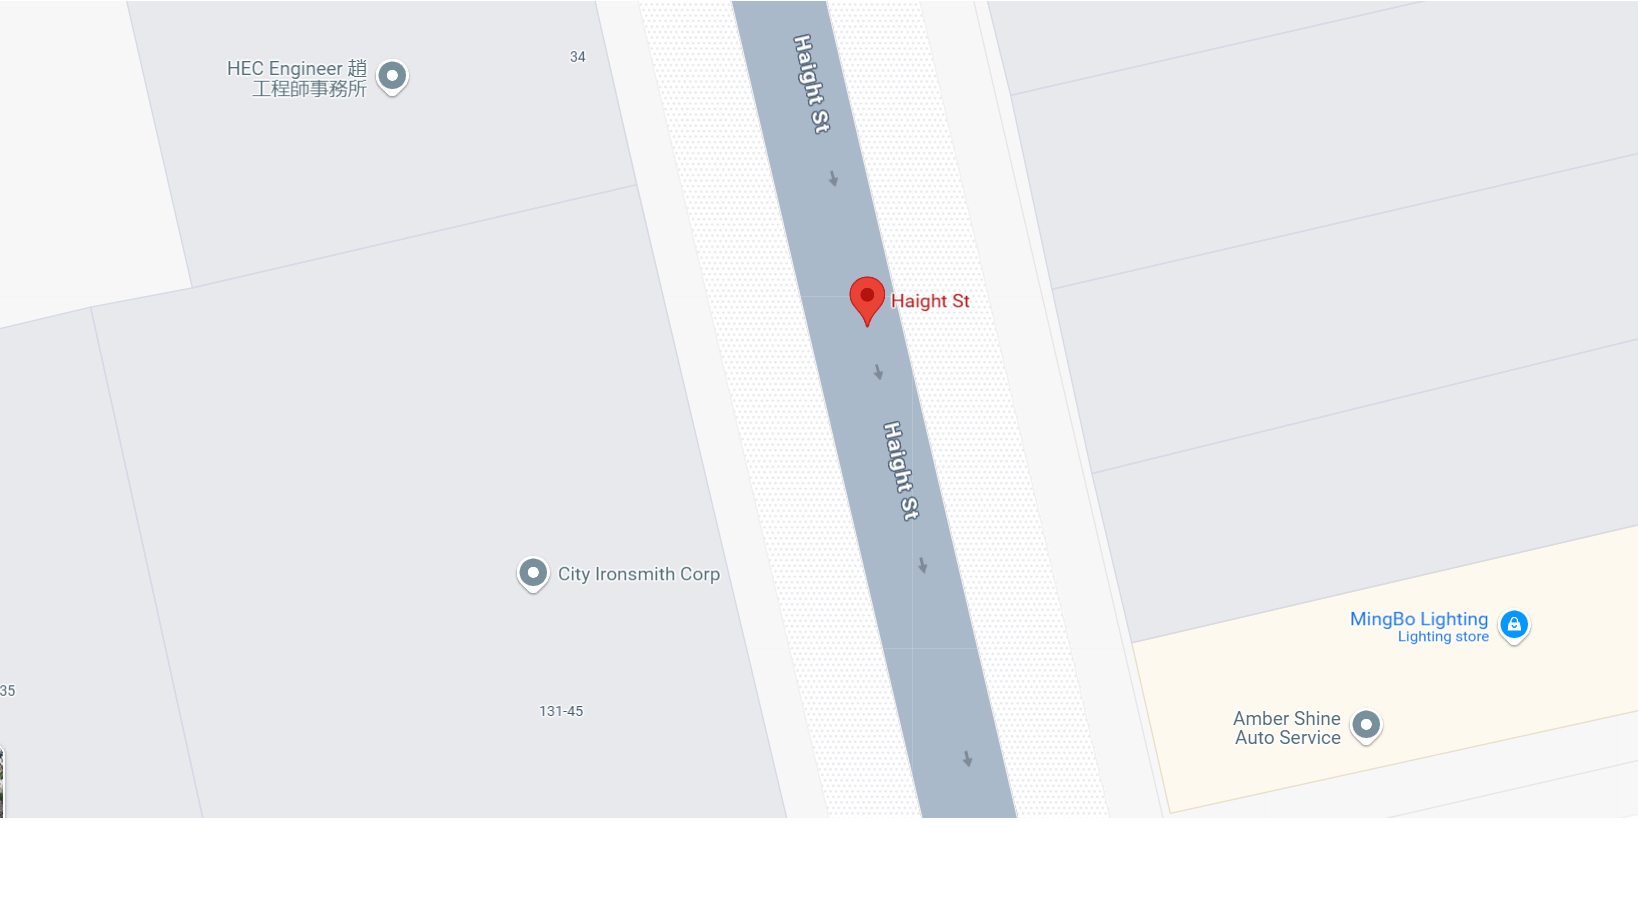 Haight St
34
HEC Engineer 趙
工程師事務所
Haight St
Haight St
City Ironsmith Corp
MingBo Lighting
Lighting store
35
131-45
Amber Shine
Auto Service